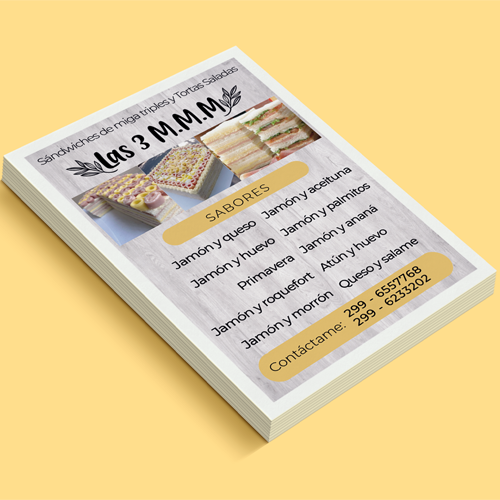 Sándwiches de miga triples y Tortas Saladas
las 3 M.M.M
SABORES
Jamón y queso
Jamón y huevo
Primavera
Jamón y roquefort
Jamón y morrón
Jamón y aceituna
Jamón y palmitos
Jamón y ananá
Atún y huevo
Queso y salame
Contáctame:
299 - 6557768
299 - 6233202